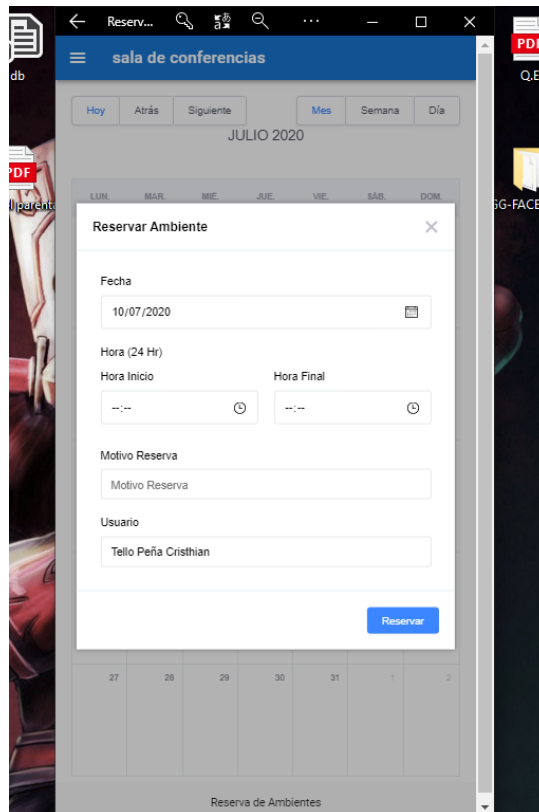 Reserv... ...
db
PDF
Q.E
sala de conferencias
Hoy Atrás Siguiente Mes Semana Día
JULIO 2020
PDF
LUN. MAR. MIÉ. JUE. VIE. SÁB. DOM.
GG-FACE
Reservar Ambiente
Fecha
10/07/2020
Hora (24 Hr)
Hora Inicio Hora Final
--:-- --:--
Motivo Reserva
Motivo Reserva
Usuario
Tello Peña Cristhian
Reservar
27 28 29 30 31 1 2
Reserva de Ambientes